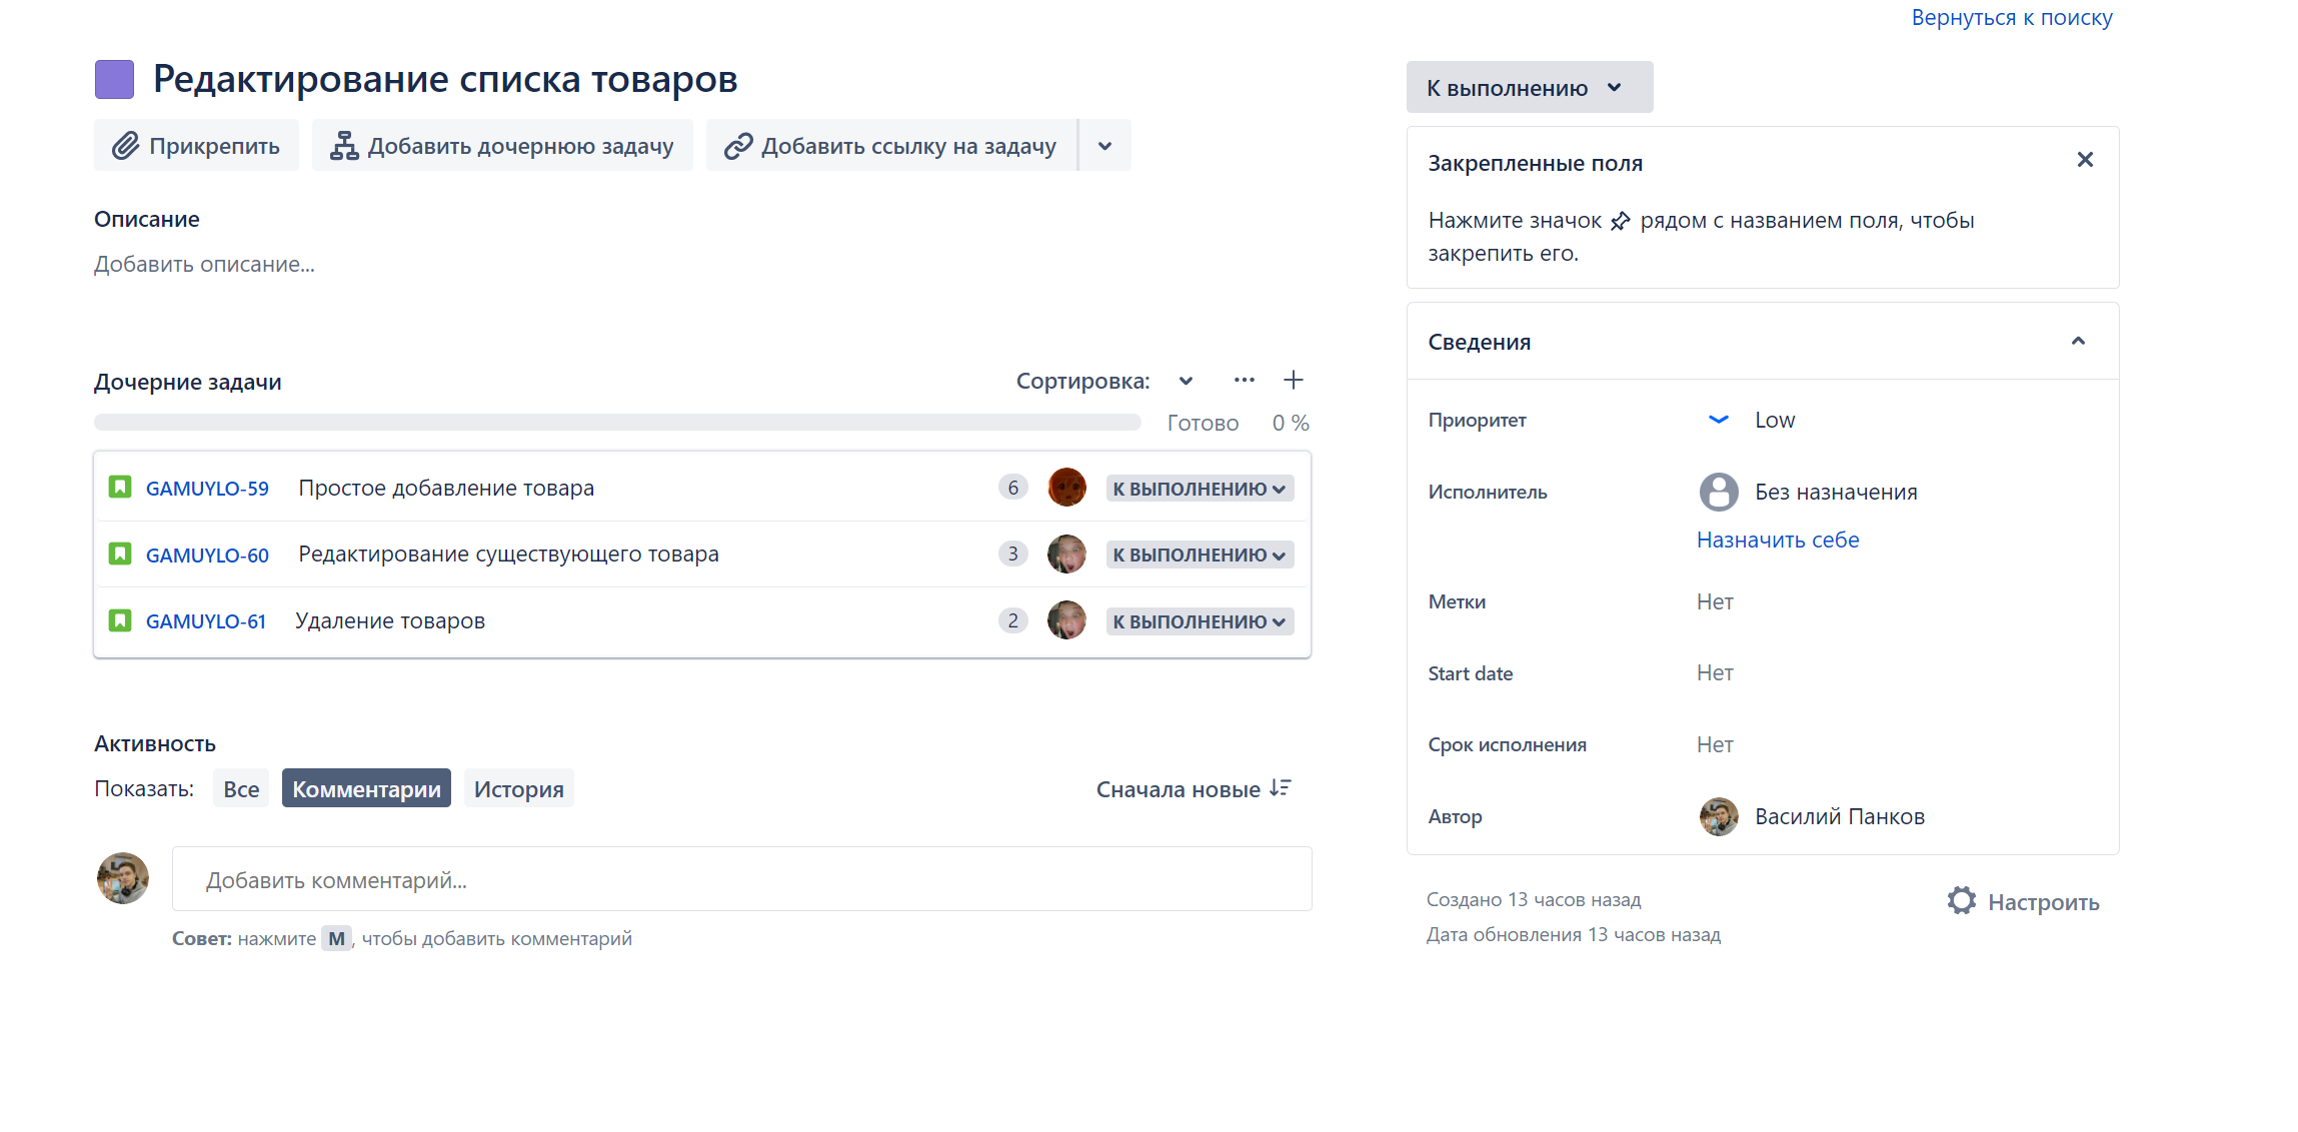 Вернуться к поиску
Редактирование списка товаров
Прикрепить
Добавить дочернюю задачу
Добавить ссылку на задачу
Описание
Добавить описание...
Дочерние задачи
Сортировка:
Готово 0 %
GAMUYLO-59 Простое добавление товара 6 К ВЫПОЛНЕНИЮ
GAMUYLO-60 Редактирование существующего товара 3 К ВЫПОЛНЕНИЮ
GAMUYLO-61 Удаление товаров 2 К ВЫПОЛНЕНИЮ
Активность
Показать: Все Комментарии История Сначала новые
Добавить комментарий...
Совет: нажмите M, чтобы добавить комментарий
К выполнению
Закрепленные поля
Нажмите значок рядом с названием поля, чтобы
закрепить его.
Сведения
Приоритет Low
Исполнитель Без назначения
Назначить себе
Метки Нет
Start date Нет
Срок исполнения Нет
Автор Василий Панков
Создано 13 часов назад
Дата обновления 13 часов назад
Настроить